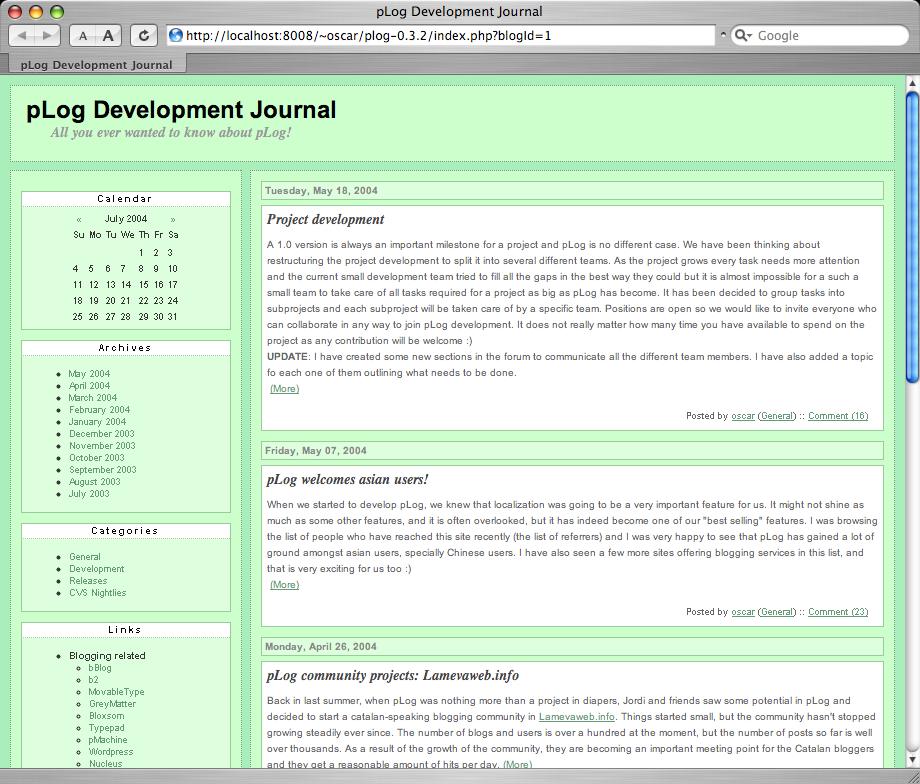 pLog Development Journal
A A C http://localhost:8008/~oscar/plog-0.3.2/index.php?blogId=1 Google
pLog Development Journal
pLog Development Journal
All you ever wanted to know about pLog!
Calendar
« July 2004 »
Su Mo Tu We Th Fr Sa
1 2 3
4 5 6 7 8 9 10
11 12 13 14 15 16 17
18 19 20 21 22 23 24
25 26 27 28 29 30 31
Archives
May 2004
April 2004
March 2004
February 2004
January 2004
December 2003
November 2003
October 2003
September 2003
August 2003
July 2003
Categories
General
Development
Releases
CVS Nightlies
Links
Blogging related
bBlog
b2
MovableType
GreyMatter
Bloxsom
Typepad
pMachine
Wordpress
Nucleus
Tuesday, May 18, 2004
Project development
A 1.0 version is always an important milestone for a project and pLog is no different case. We have been thinking about
restructuring the project development to split it into several different teams. As the project grows every task needs more attention
and the current small development team tried to fill all the gaps in the best way they could but it is almost impossible for a such a
small team to take care of all tasks required for a project as big as pLog has become. It has been decided to group tasks into
subprojects and each subproject will be taken care of by a specific team. Positions are open so we would like to invite everyone who
can collaborate in any way to join pLog development. It does not really matter how many time you have available to spend on the
project as any contribution will be welcome :)
UPDATE: I have created some new sections in the forum to communicate all the different team members. I have also added a topic
fo each one of them outlining what needs to be done.
(More)
Posted by oscar (General) :: Comment (16)
Friday, May 07, 2004
pLog welcomes asian users!
When we started to develop pLog, we knew that localization was going to be a very important feature for us. It might not shine as
much as some other features, and it is often overlooked, but it has indeed become one of our "best selling" features. I was browsing
the list of people who have reached this site recently (the list of referrers) and I was very happy to see that pLog has gained a lot of
ground amongst asian users, specially Chinese users. I have also seen a few more sites offering blogging services in this list, and
that is very exciting for us too :)
(More)
Posted by oscar (General) :: Comment (23)
Monday, April 26, 2004
pLog community projects: Lamevaweb.info
Back in last summer, when pLog was nothing more than a project in diapers, Jordi and friends saw some potential in pLog and
decided to start a catalan-speaking blogging community in Lamevaweb.info. Things started small, but the community hasn't stopped
growing steadily ever since. The number of blogs and users is over a hundred at the moment, but the number of posts so far is well
over thousands. As a result of the growth of the community, they are becoming an important meeting point for the Catalan bloggers
and they get a reasonable amount of hits per day. (More)